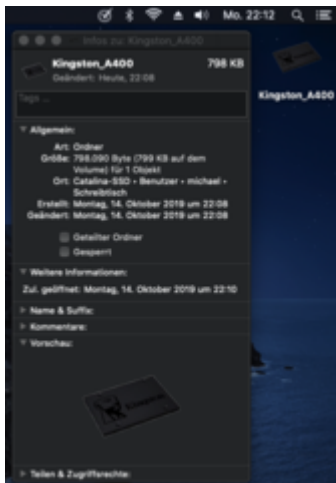 Mo. 22:12
Infos zu: Kingston_A400
Kingston_A400 798 KB
Geändert: Heute, 22:08
Tags ...
Kingston_A400
Allgemein:
Art: Ordner
Größe: 798.090 Byte (799 KB auf dem
Volume) für 1 Objekt
Ort: Catalina-SSD • Benutzer • michael •
Schreibtisch
Erstellt: Montag, 14. Oktober 2019 um 22:08
Geändert: Montag, 14. Oktober 2019 um 22:08
Geteilter Ordner
Gesperrt
Weitere Informationen:
Zul. geöffnet: Montag, 14. Oktober 2019 um 22:10
Name & Suffix:
Kommentare:
Vorschau:
Kingston
Teilen & Zugriffsrechte: